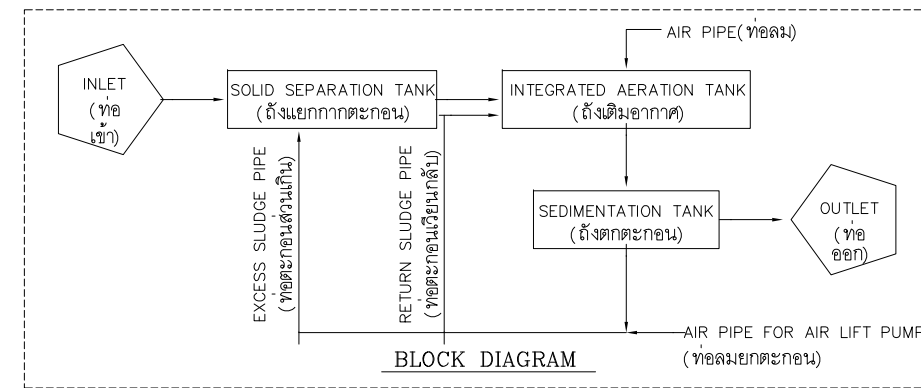 AIR PIPE(ท่อลม)
INLET
(ท่อ
เข้า)
SOLID SEPARATION TANK
(ถังแยกกากตะกอน)
INTEGRATED AERATION TANK
(ถังเติมอากาศ)
EXCESS SLUDGE PIPE
(ท่อตะกอนส่วนเกิน)
RETURN SLUDGE PIPE
(ท่อตะกอนเวียนกลับ)
SEDIMENTATION TANK
(ถังตกตะกอน)
OUTLET
(ท่อ
ออก)
AIR PIPE FOR AIR LIFT PUMP
(ท่อลมยกตะกอน)
BLOCK DIAGRAM